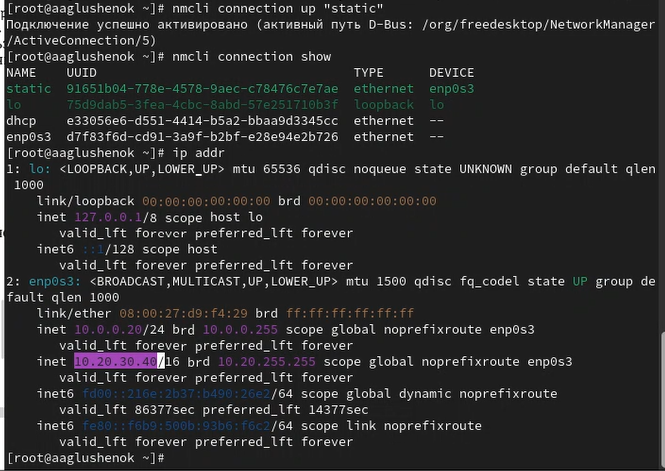 [root@aaglushenok ~]# nmcli connection up "static"
Подключение успешно активировано (активный путь D-Bus: /org/freedesktop/NetworkManager
/ActiveConnection/5)
[root@aaglushenok ~]# nmcli connection show
NAME    UUID                                  TYPE      DEVICE
static  91651b04-778e-4578-9aec-c78476c7e7ae  ethernet  enp0s3
lo      75d9dab5-3fea-4cbc-8abd-57e251710b3f  loopback  lo
dhcp    e33056e6-d551-4414-b5a2-bbaa9d3345cc  ethernet  --
enp0s3  d7f83f6d-cd91-3a9f-b2bf-e28e94e2b726  ethernet  --
[root@aaglushenok ~]# ip addr
1: lo: <LOOPBACK,UP,LOWER_UP> mtu 65536 qdisc noqueue state UNKNOWN group default qlen
 1000
    link/loopback 00:00:00:00:00:00 brd 00:00:00:00:00:00
    inet 127.0.0.1/8 scope host lo
       valid_lft forever preferred_lft forever
    inet6 ::1/128 scope host
       valid_lft forever preferred_lft forever
2: enp0s3: <BROADCAST,MULTICAST,UP,LOWER_UP> mtu 1500 qdisc fq_codel state UP group de
fault qlen 1000
    link/ether 08:00:27:d9:f4:29 brd ff:ff:ff:ff:ff:ff
    inet 10.0.0.20/24 brd 10.0.0.255 scope global noprefixroute enp0s3
       valid_lft forever preferred_lft forever
    inet 10.20.30.40/16 brd 10.20.255.255 scope global noprefixroute enp0s3
       valid_lft forever preferred_lft forever
    inet6 fd00::216e:2b37:b490:26e2/64 scope global dynamic noprefixroute
       valid_lft 86377sec preferred_lft 14377sec
    inet6 fe80::f6b9:500b:93b6:f6c2/64 scope link noprefixroute
       valid_lft forever preferred_lft forever
[root@aaglushenok ~]#